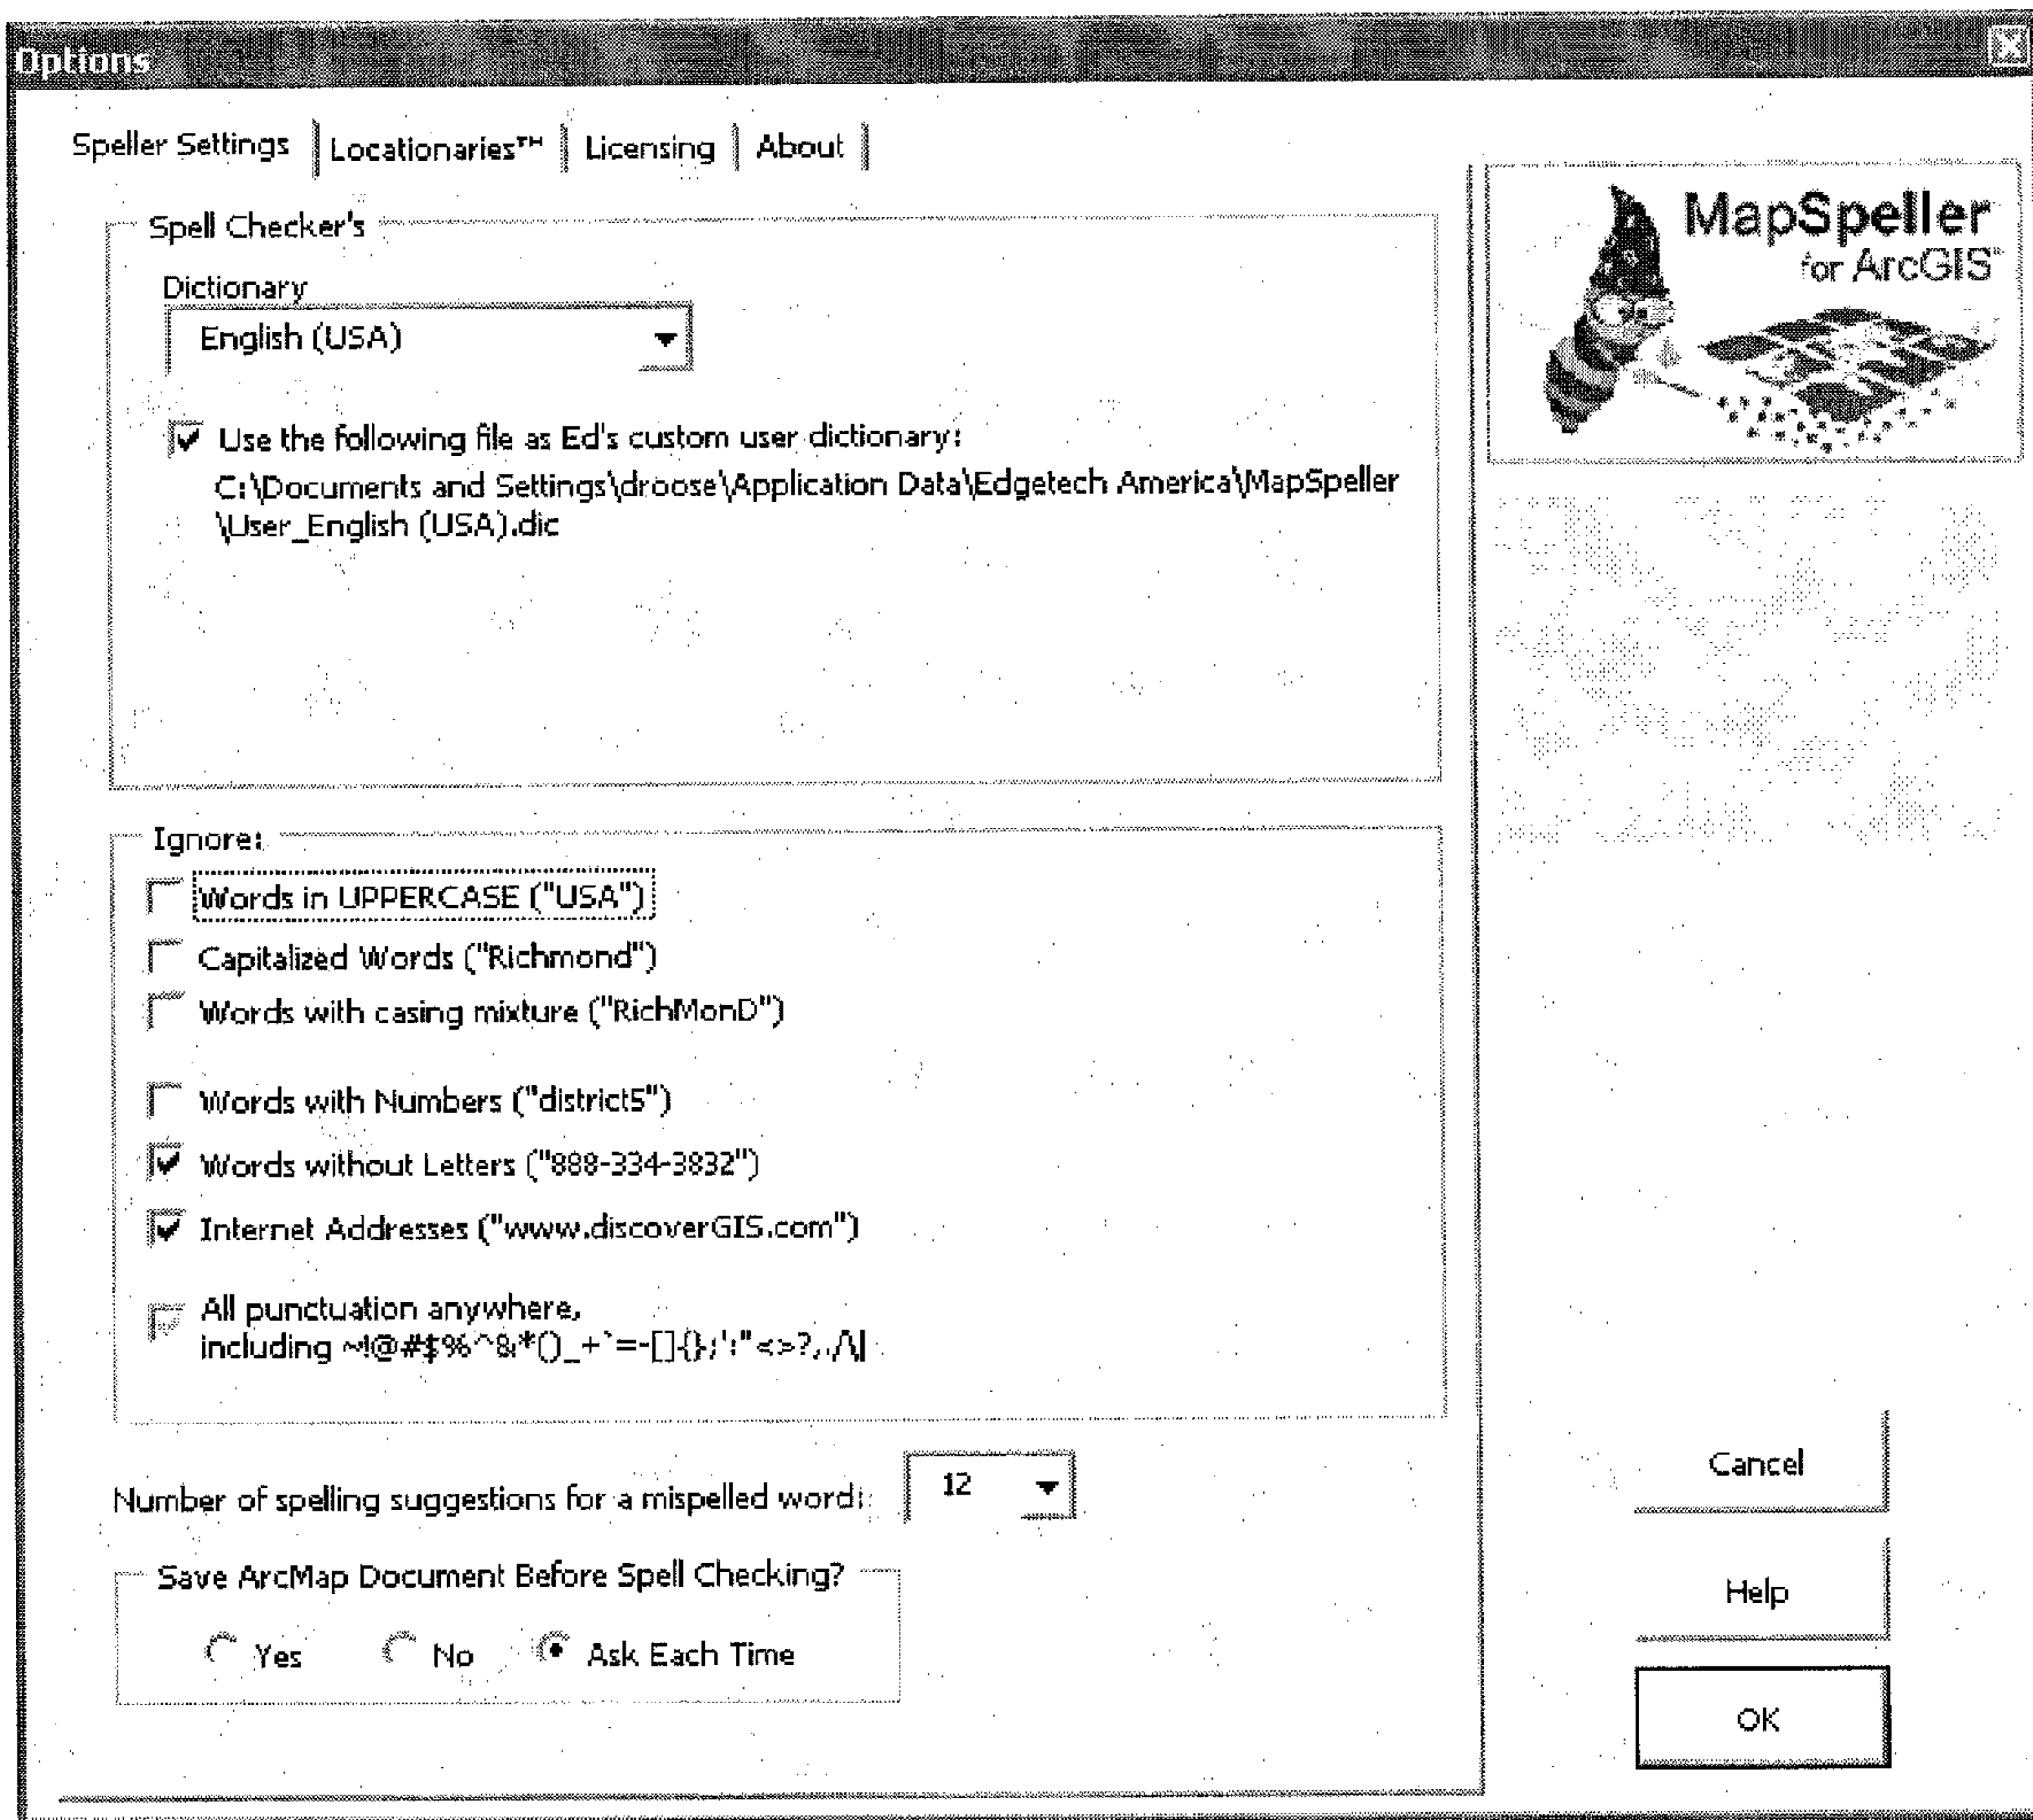 Options
Speller Settings | Locationaries™ | Licensing | About |
MapSpeller
for ArcGIS™
Spell Checker's
Dictionary
English (USA)
Use the following file as Ed's custom user dictionary:
C:\Documents and Settings\droose\Application Data\Edgetech America\MapSpeller
\User_English (USA).dic
Ignore:
Words in UPPERCASE ("USA")
Capitalized Words ("Richmond")
Words with casing mixture ("RichMonD")
Words with Numbers ("district5")
Words without Letters ("888-334-3832")
Internet Addresses ("www.discoverGIS.com")
All punctuation anywhere,
including ~!@#$%^&*()_+`=-[]{};':"<>?,./\|
Number of spelling suggestions for a mispelled word:
12
Save ArcMap Document Before Spell Checking?
Yes No Ask Each Time
Cancel
Help
OK